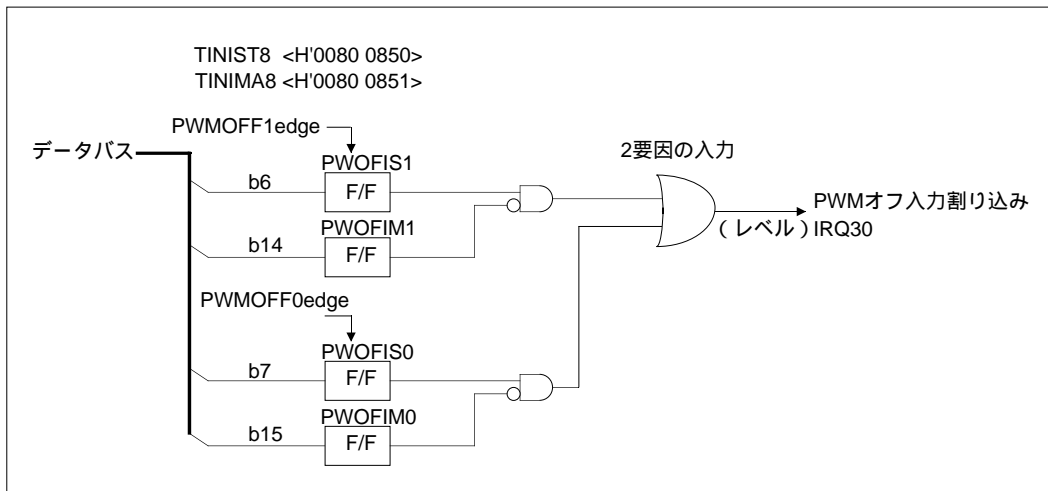 TINIST8 <H'0080 0850>
TINIMA8 <H'0080 0851>
PWMOFF1edge
データバス
PWOFIS1
2要因の入力
b6
F/F
PWMオフ入力割り込み
(レベル) IRQ30
PWOFIM1
b14
F/F
PWMOFF0edge
PWOFIS0
b7
F/F
PWOFIM0
b15
F/F